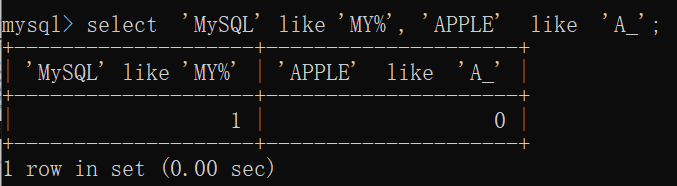 mysql> select  'MySQL' like 'MY%', 'APPLE'  like  'A_';
+--------------------+---------------------+
| 'MySQL' like 'MY%' | 'APPLE'  like  'A_' |
+--------------------+---------------------+
|                  1 |                   0 |
+--------------------+---------------------+
1 row in set (0.00 sec)